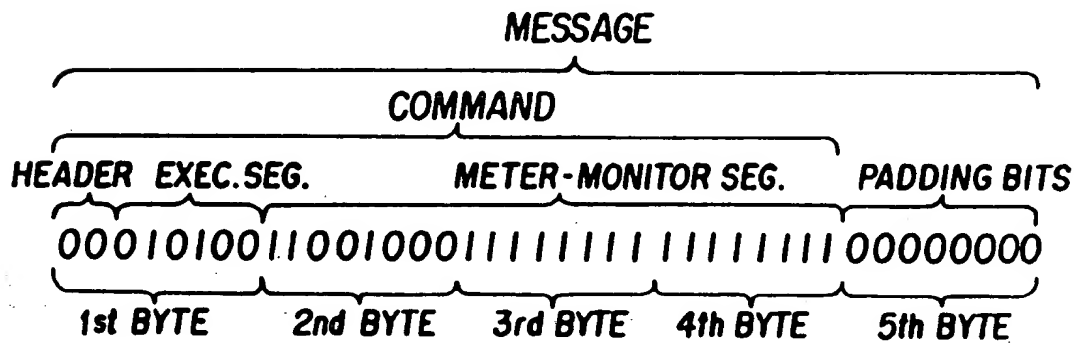 MESSAGE
COMMAND
HEADER EXEC. SEG. METER-MONITOR SEG. PADDING BITS
0001010011001000111111111111111100000000
1st BYTE 2nd BYTE 3rd BYTE 4th BYTE 5th BYTE